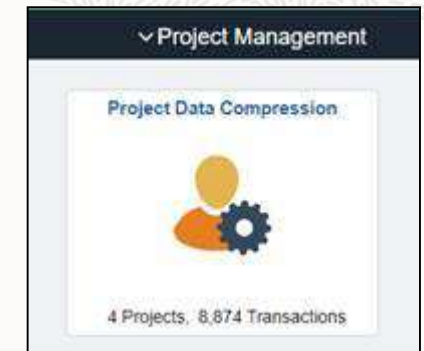 Project Management
Project Data Compression
4 Projects, 8,874 Transactions